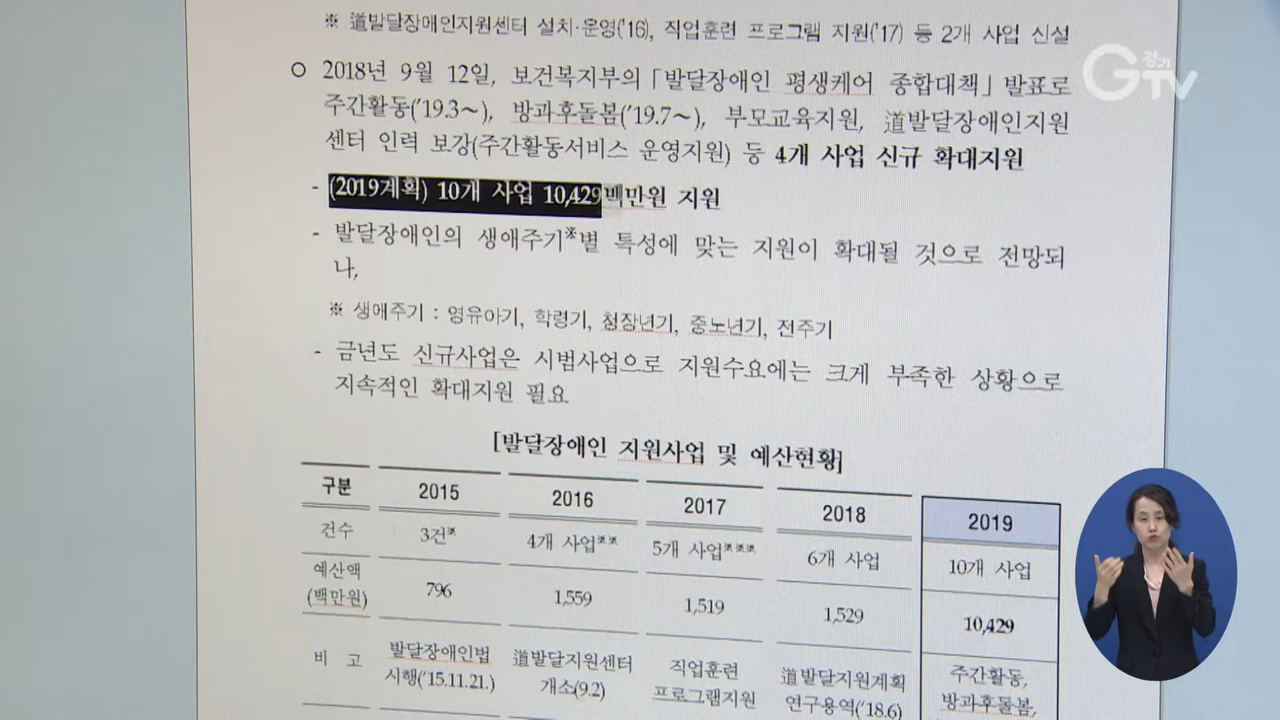 ※ 道발달장애인지원센터 설치·운영('16), 직업훈련 프로그램 지원('17) 등 2개 사업 신설
○ 2018년 9월 12일, 보건복지부의 「발달장애인 평생케어 종합대책」 발표로
주간활동('19.3~), 방과후돌봄('19.7~), 부모교육지원, 道발달장애인지원
센터 인력 보강(주간활동서비스 운영지원) 등 4개 사업 신규 확대지원
- (2019계획) 10개 사업 10,429백만원 지원
- 발달장애인의 생애주기※별 특성에 맞는 지원이 확대될 것으로 전망되
나,
※ 생애주기 : 영유아기, 학령기, 청장년기, 중노년기, 전주기
- 금년도 신규사업은 시범사업으로 지원수요에는 크게 부족한 상황으로
지속적인 확대지원 필요
[발달장애인 지원사업 및 예산현황]
구분 2015 2016 2017 2018 2019
건수 3건※ 4개 사업※※ 5개 사업※※※ 6개 사업 10개 사업
예산액
(백만원) 796 1,559 1,519 1,529 10,429
비 고 발달장애인법 道발달지원센터 직업훈련 道발달지원계획 주간활동,
시행('15.11.21.) 개소(9.2) 프로그램지원 연구용역('18.6) 방과후돌봄,
G경기TV